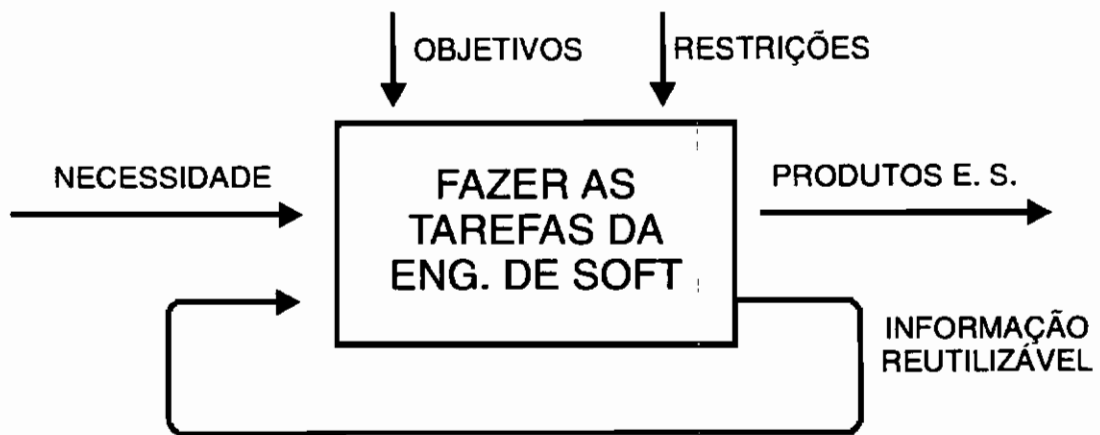 OBJETIVOS
RESTRIÇÕES
NECESSIDADE
FAZER AS
TAREFAS DA
ENG. DE SOFT
PRODUTOS E. S.
INFORMAÇÃO
REUTILIZÁVEL